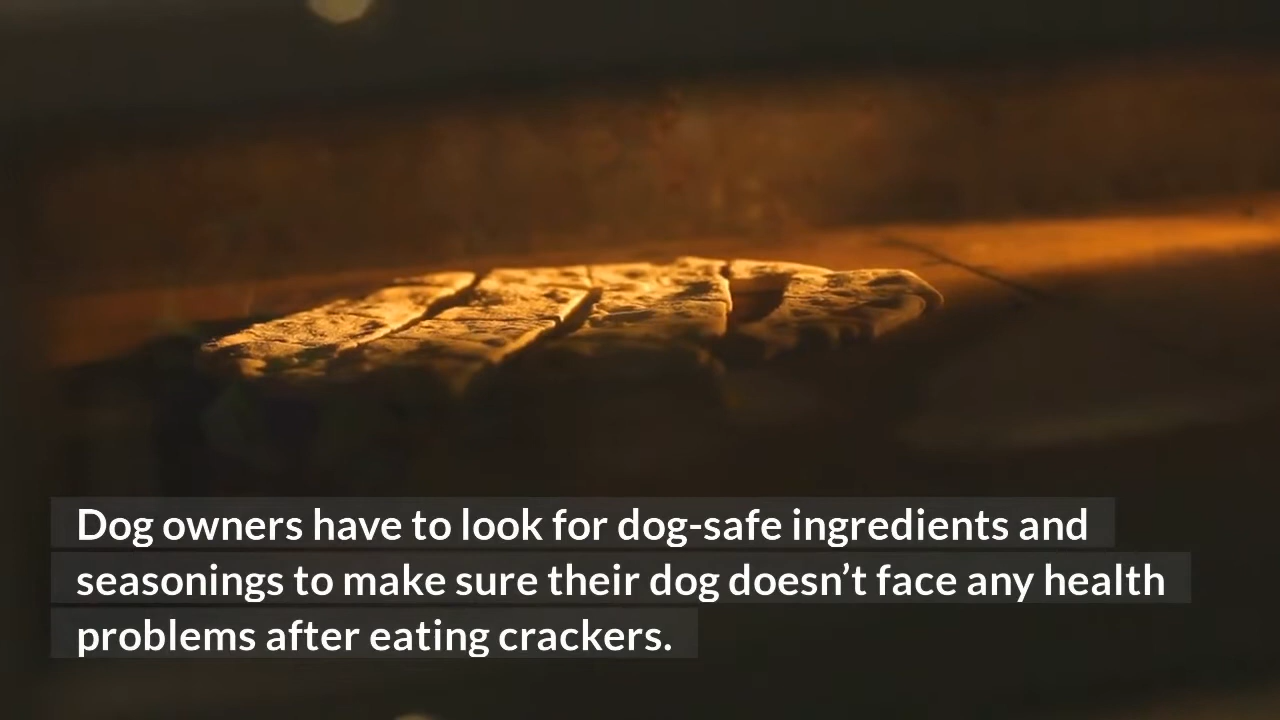 Dog owners have to look for dog-safe ingredients and
seasonings to make sure their dog doesn’t face any health
problems after eating crackers.